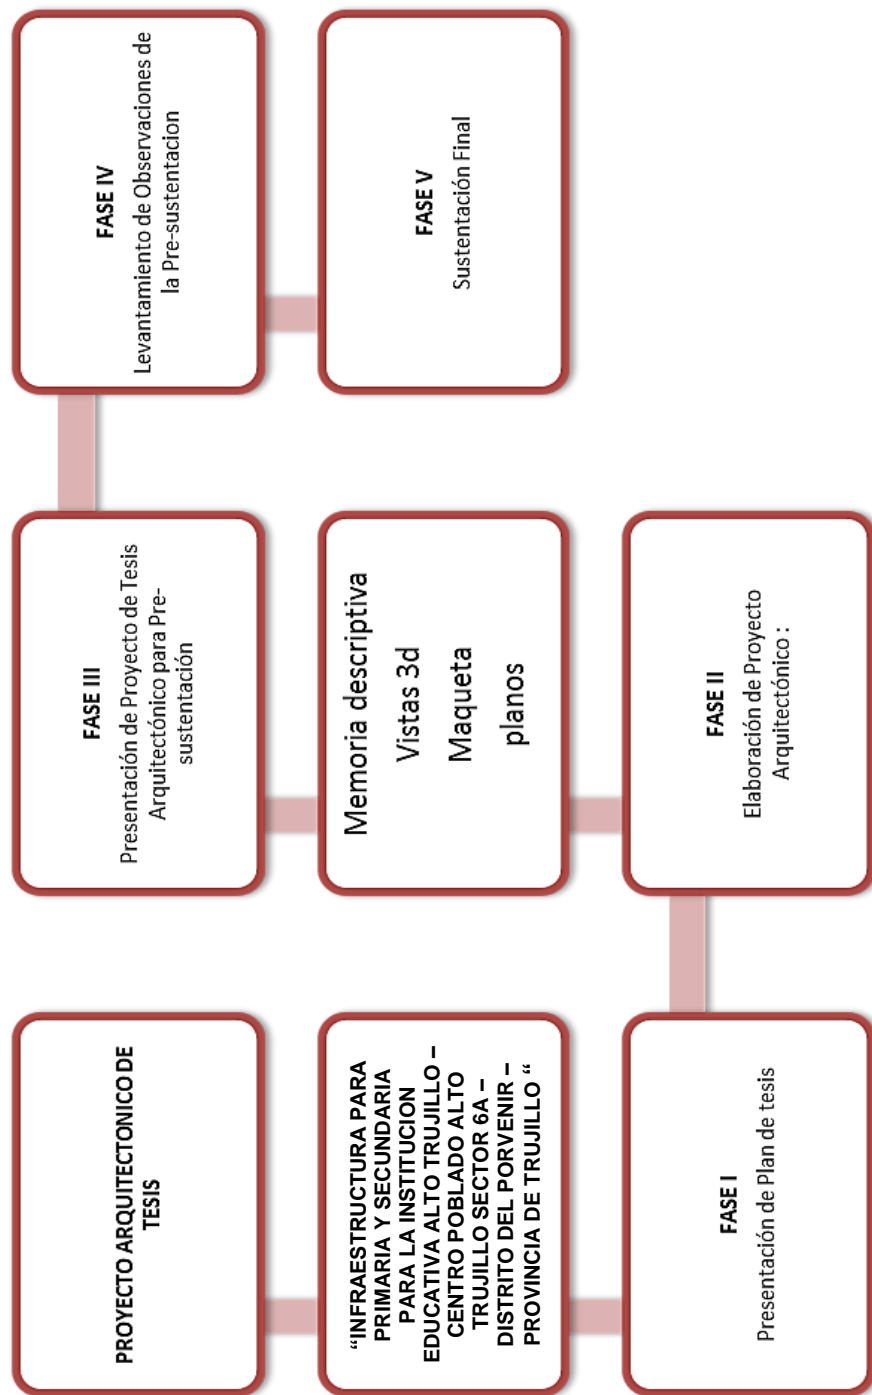 PROYECTO ARQUITECTONICO DE
TESIS
“INFRAESTRUCTURA PARA
PRIMARIA Y SECUNDARIA
PARA LA INSTITUCION
EDUCATIVA ALTO TRUJILLO –
CENTRO POBLADO ALTO
TRUJILLO SECTOR 6A –
DISTRITO DEL PORVENIR –
PROVINCIA DE TRUJILLO “
FASE I
Presentación de Plan de tesis
FASE II
Elaboración de Proyecto
Arquitectónico :
Memoria descriptiva
Vistas 3d
Maqueta
planos
FASE III
Presentación de Proyecto de Tesis
Arquitectónico para Pre-
sustentación
FASE IV
Levantamiento de Observaciones de
la Pre-sustentacion
FASE V
Sustentación Final